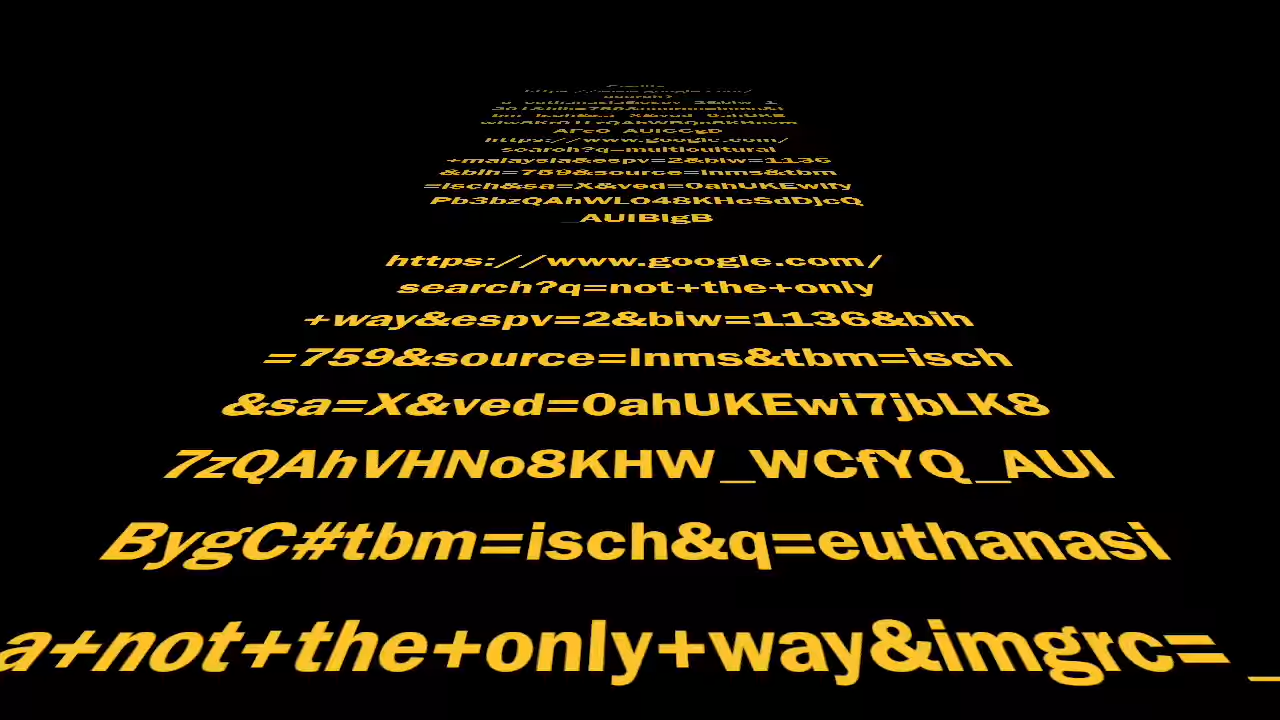 https://www.google.com/
search?q=multicultural
+malaysia&espv=2&biw=1136
&bih=759&source=lnms&tbm
=isch&sa=X&ved=0ahUKEwify
Pb3bzQAhWLO48KHcSdDjcQ
_AUIBigB
https://www.google.com/
search?q=not+the+only
+way&espv=2&biw=1136&bih
=759&source=lnms&tbm=isch
&sa=X&ved=0ahUKEwi7jbLK8
7zQAhVHNo8KHW_WCfYQ_AUI
BygC#tbm=isch&q=euthanasi
a+not+the+only+way&imgrc=_